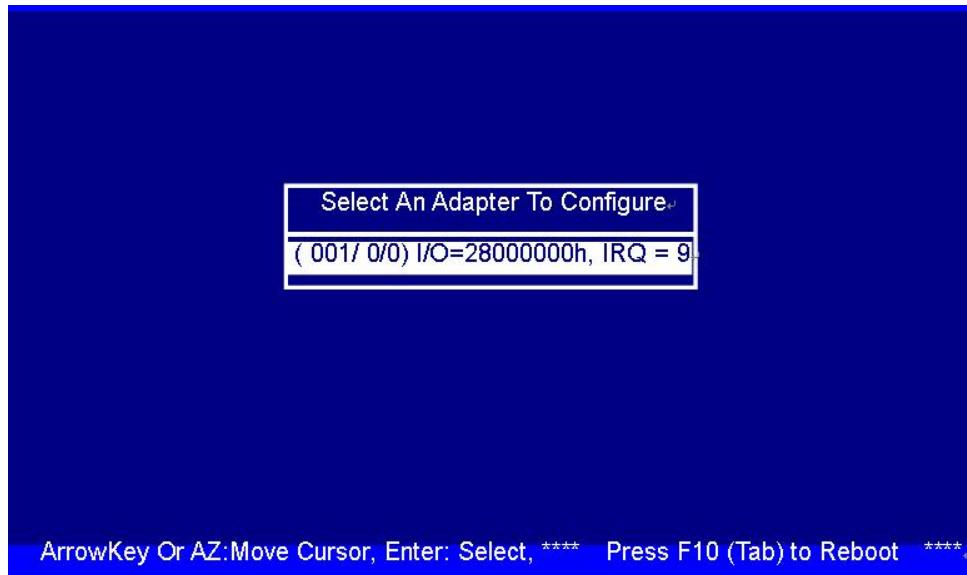 Select An Adapter To Configure
( 001/ 0/0) I/O=28000000h, IRQ = 9
ArrowKey Or AZ:Move Cursor, Enter: Select, **** Press F10 (Tab) to Reboot ****